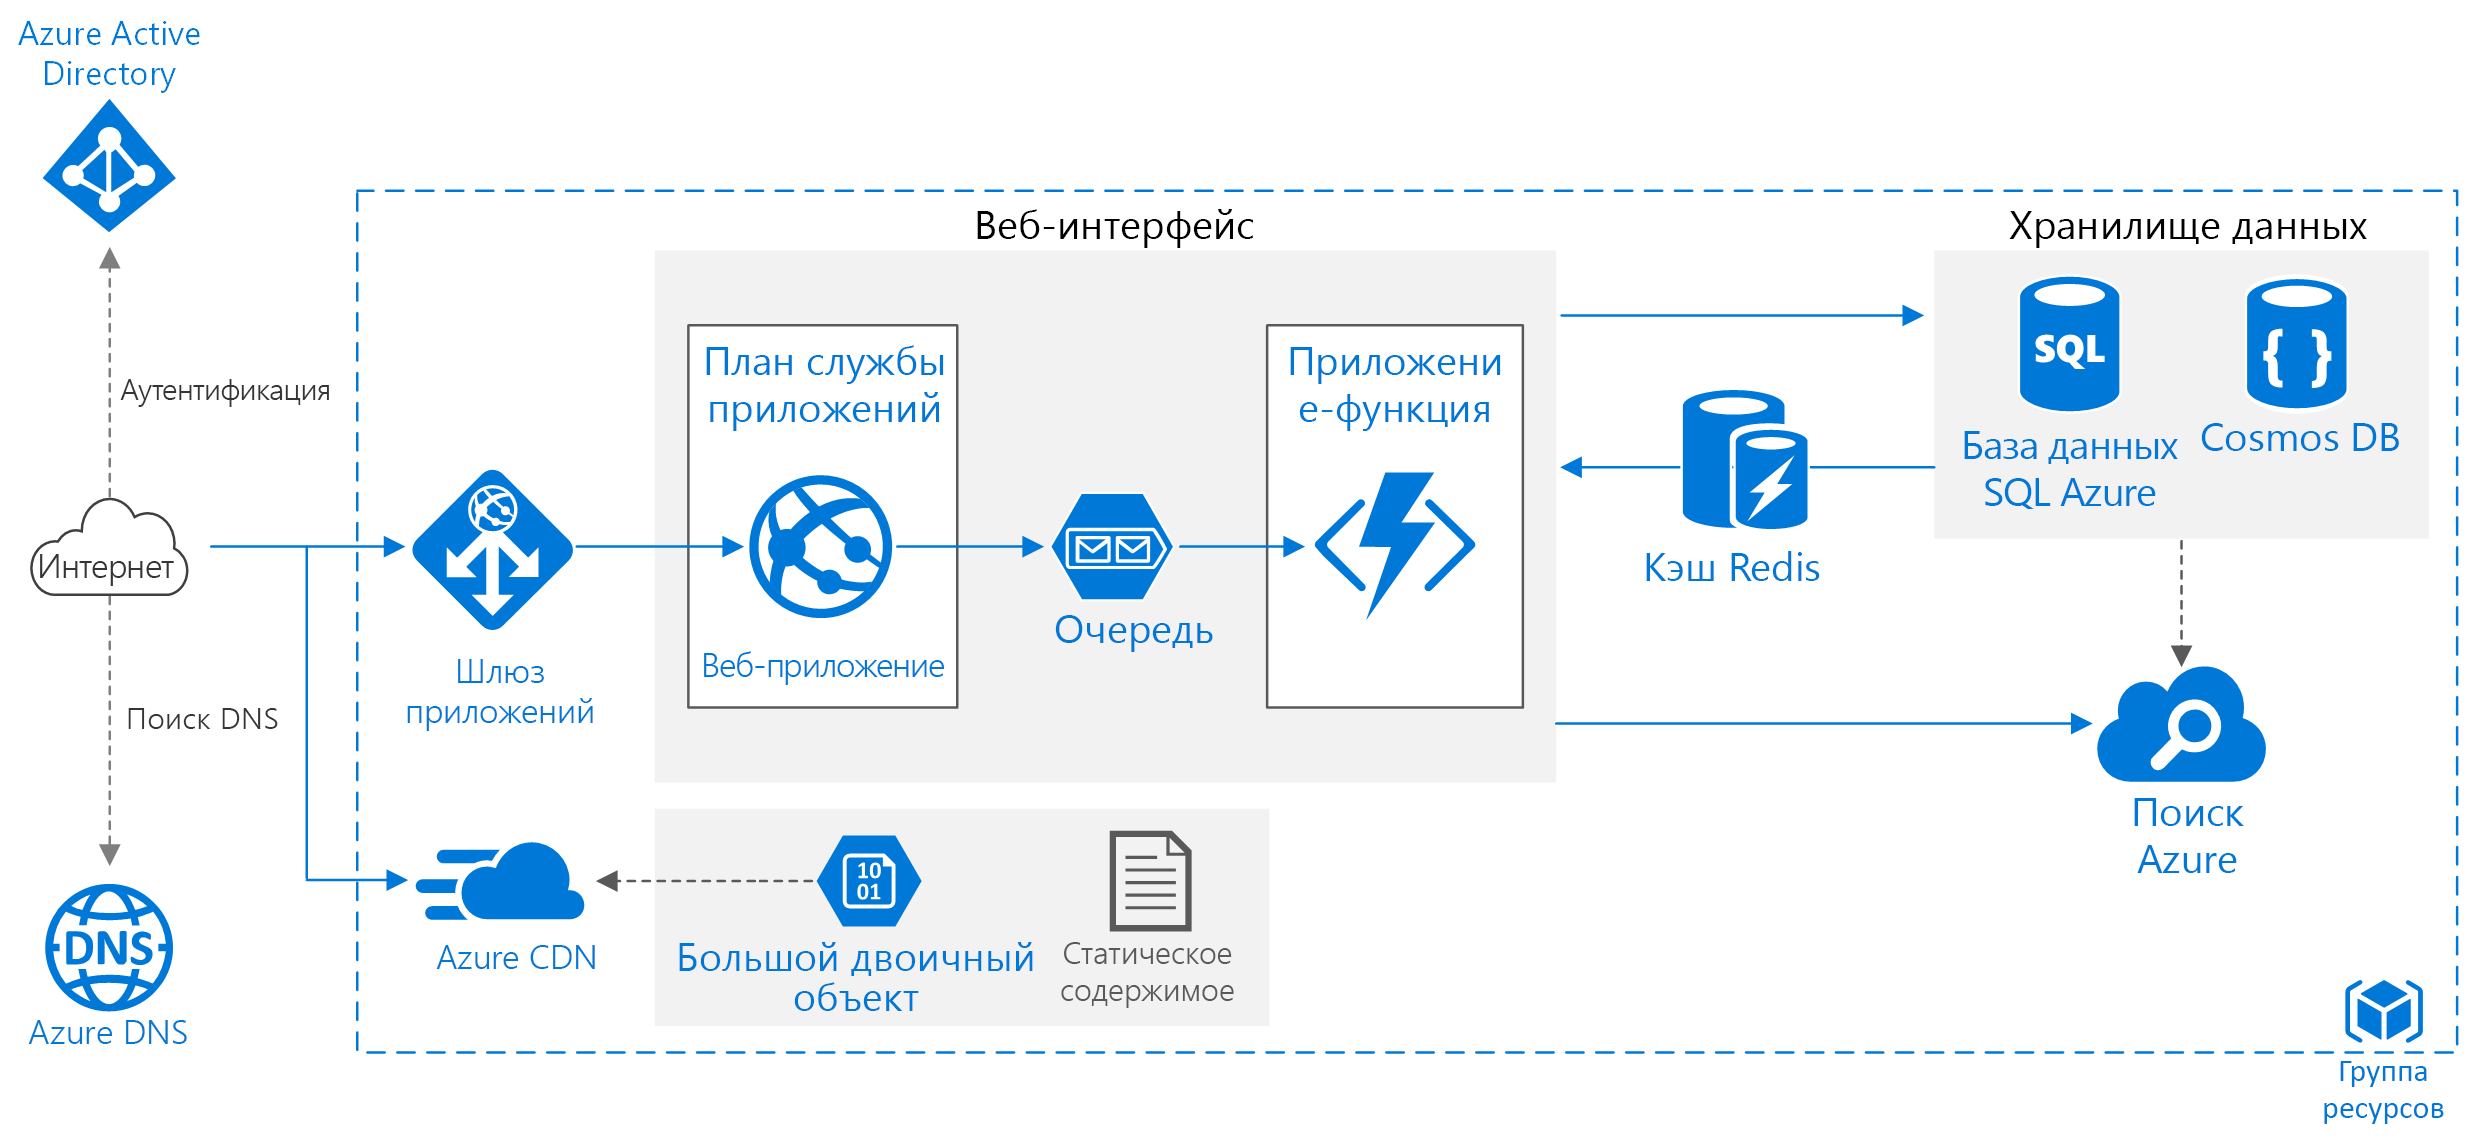 Azure Active
Directory
Аутентификация
Интернет
Поиск DNS
DNS
Azure DNS
Шлюз
приложений
Azure CDN
Веб-интерфейс
План службы
приложений
Веб-приложение
Очередь
Приложени
е-функция
10
01
Большой двоичный
объект
Статическое
содержимое
Кэш Redis
Хранилище данных
SQL
База данных
SQL Azure
{ }
Cosmos DB
Поиск
Azure
Группа
ресурсов